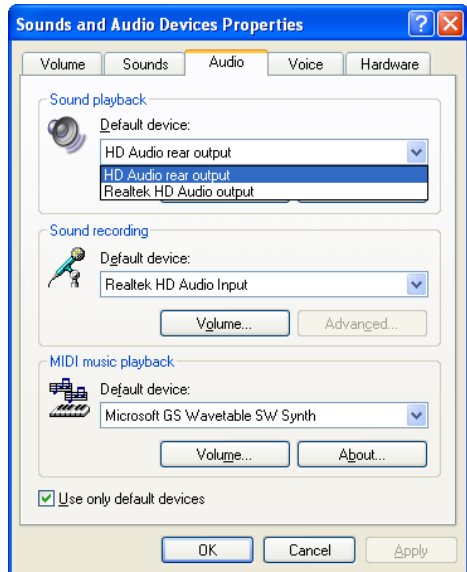 Sounds and Audio Devices Properties
Volume Sounds Audio Voice Hardware
Sound playback
Default device:
HD Audio rear output
HD Audio rear output
Realtek HD Audio output
Sound recording
Default device:
Realtek HD Audio Input
Volume... Advanced...
MIDI music playback
Default device:
Microsoft GS Wavetable SW Synth
Volume... About...
Use only default devices
OK Cancel Apply